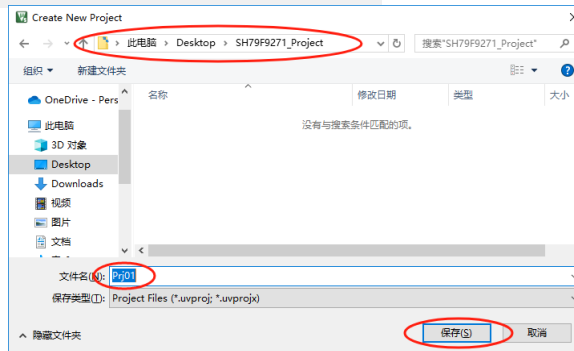 Create New Project
此电脑 › Desktop › SH79F9271_Project
搜索"SH79F9271_Project"
组织
新建文件夹
名称
修改日期
类型
大小
OneDrive - Pers
此电脑
3D 对象
Desktop
Downloads
视频
图片
文档
没有与搜索条件匹配的项。
文件名(N): Prj01
保存类型(T): Project Files (*.uvproj; *.uvprojx)
隐藏文件夹
保存(S)
取消